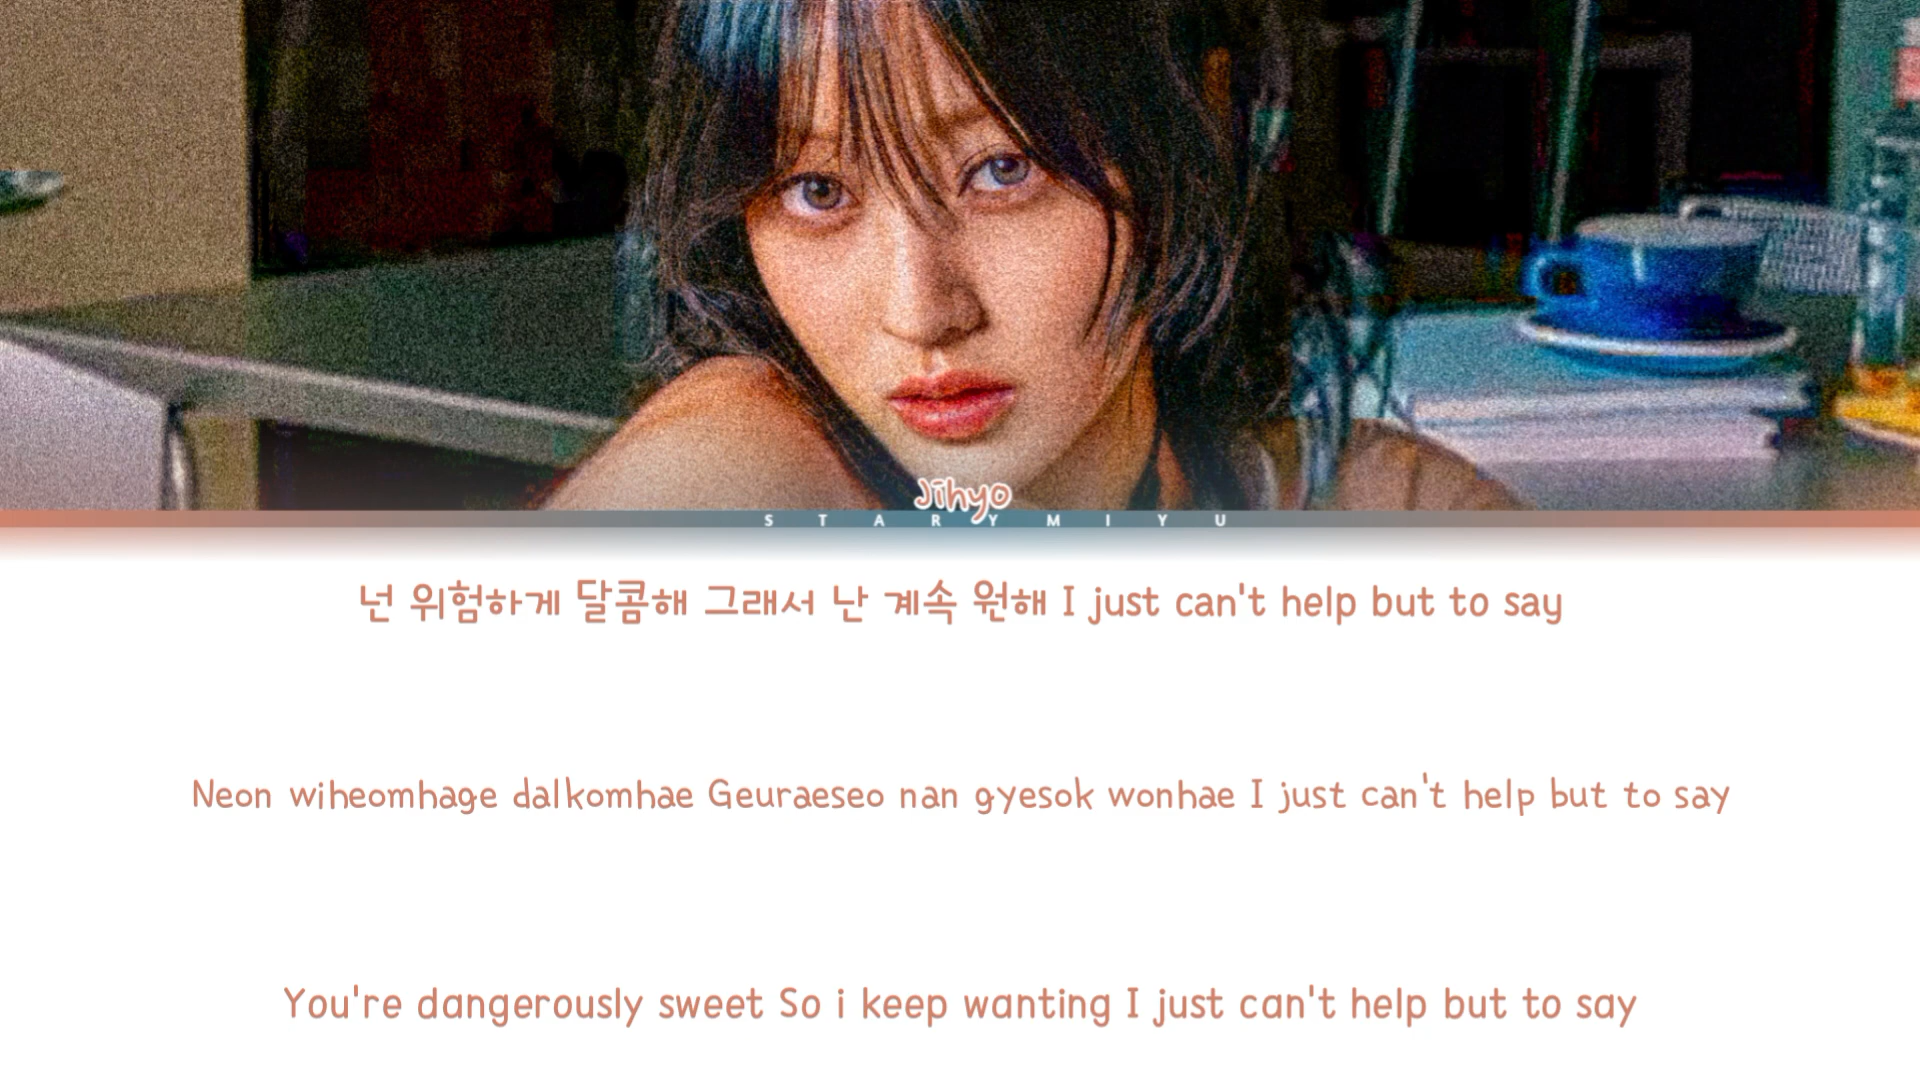 Jihyo
STARYMIYU
넌 위험하게 달콤해 그래서 난 계속 원해 I just can't help but to say
Neon wiheomhage dalkomhae Geuraeseo nan gyesok wonhae I just can't help but to say
You're dangerously sweet So i keep wanting I just can't help but to say